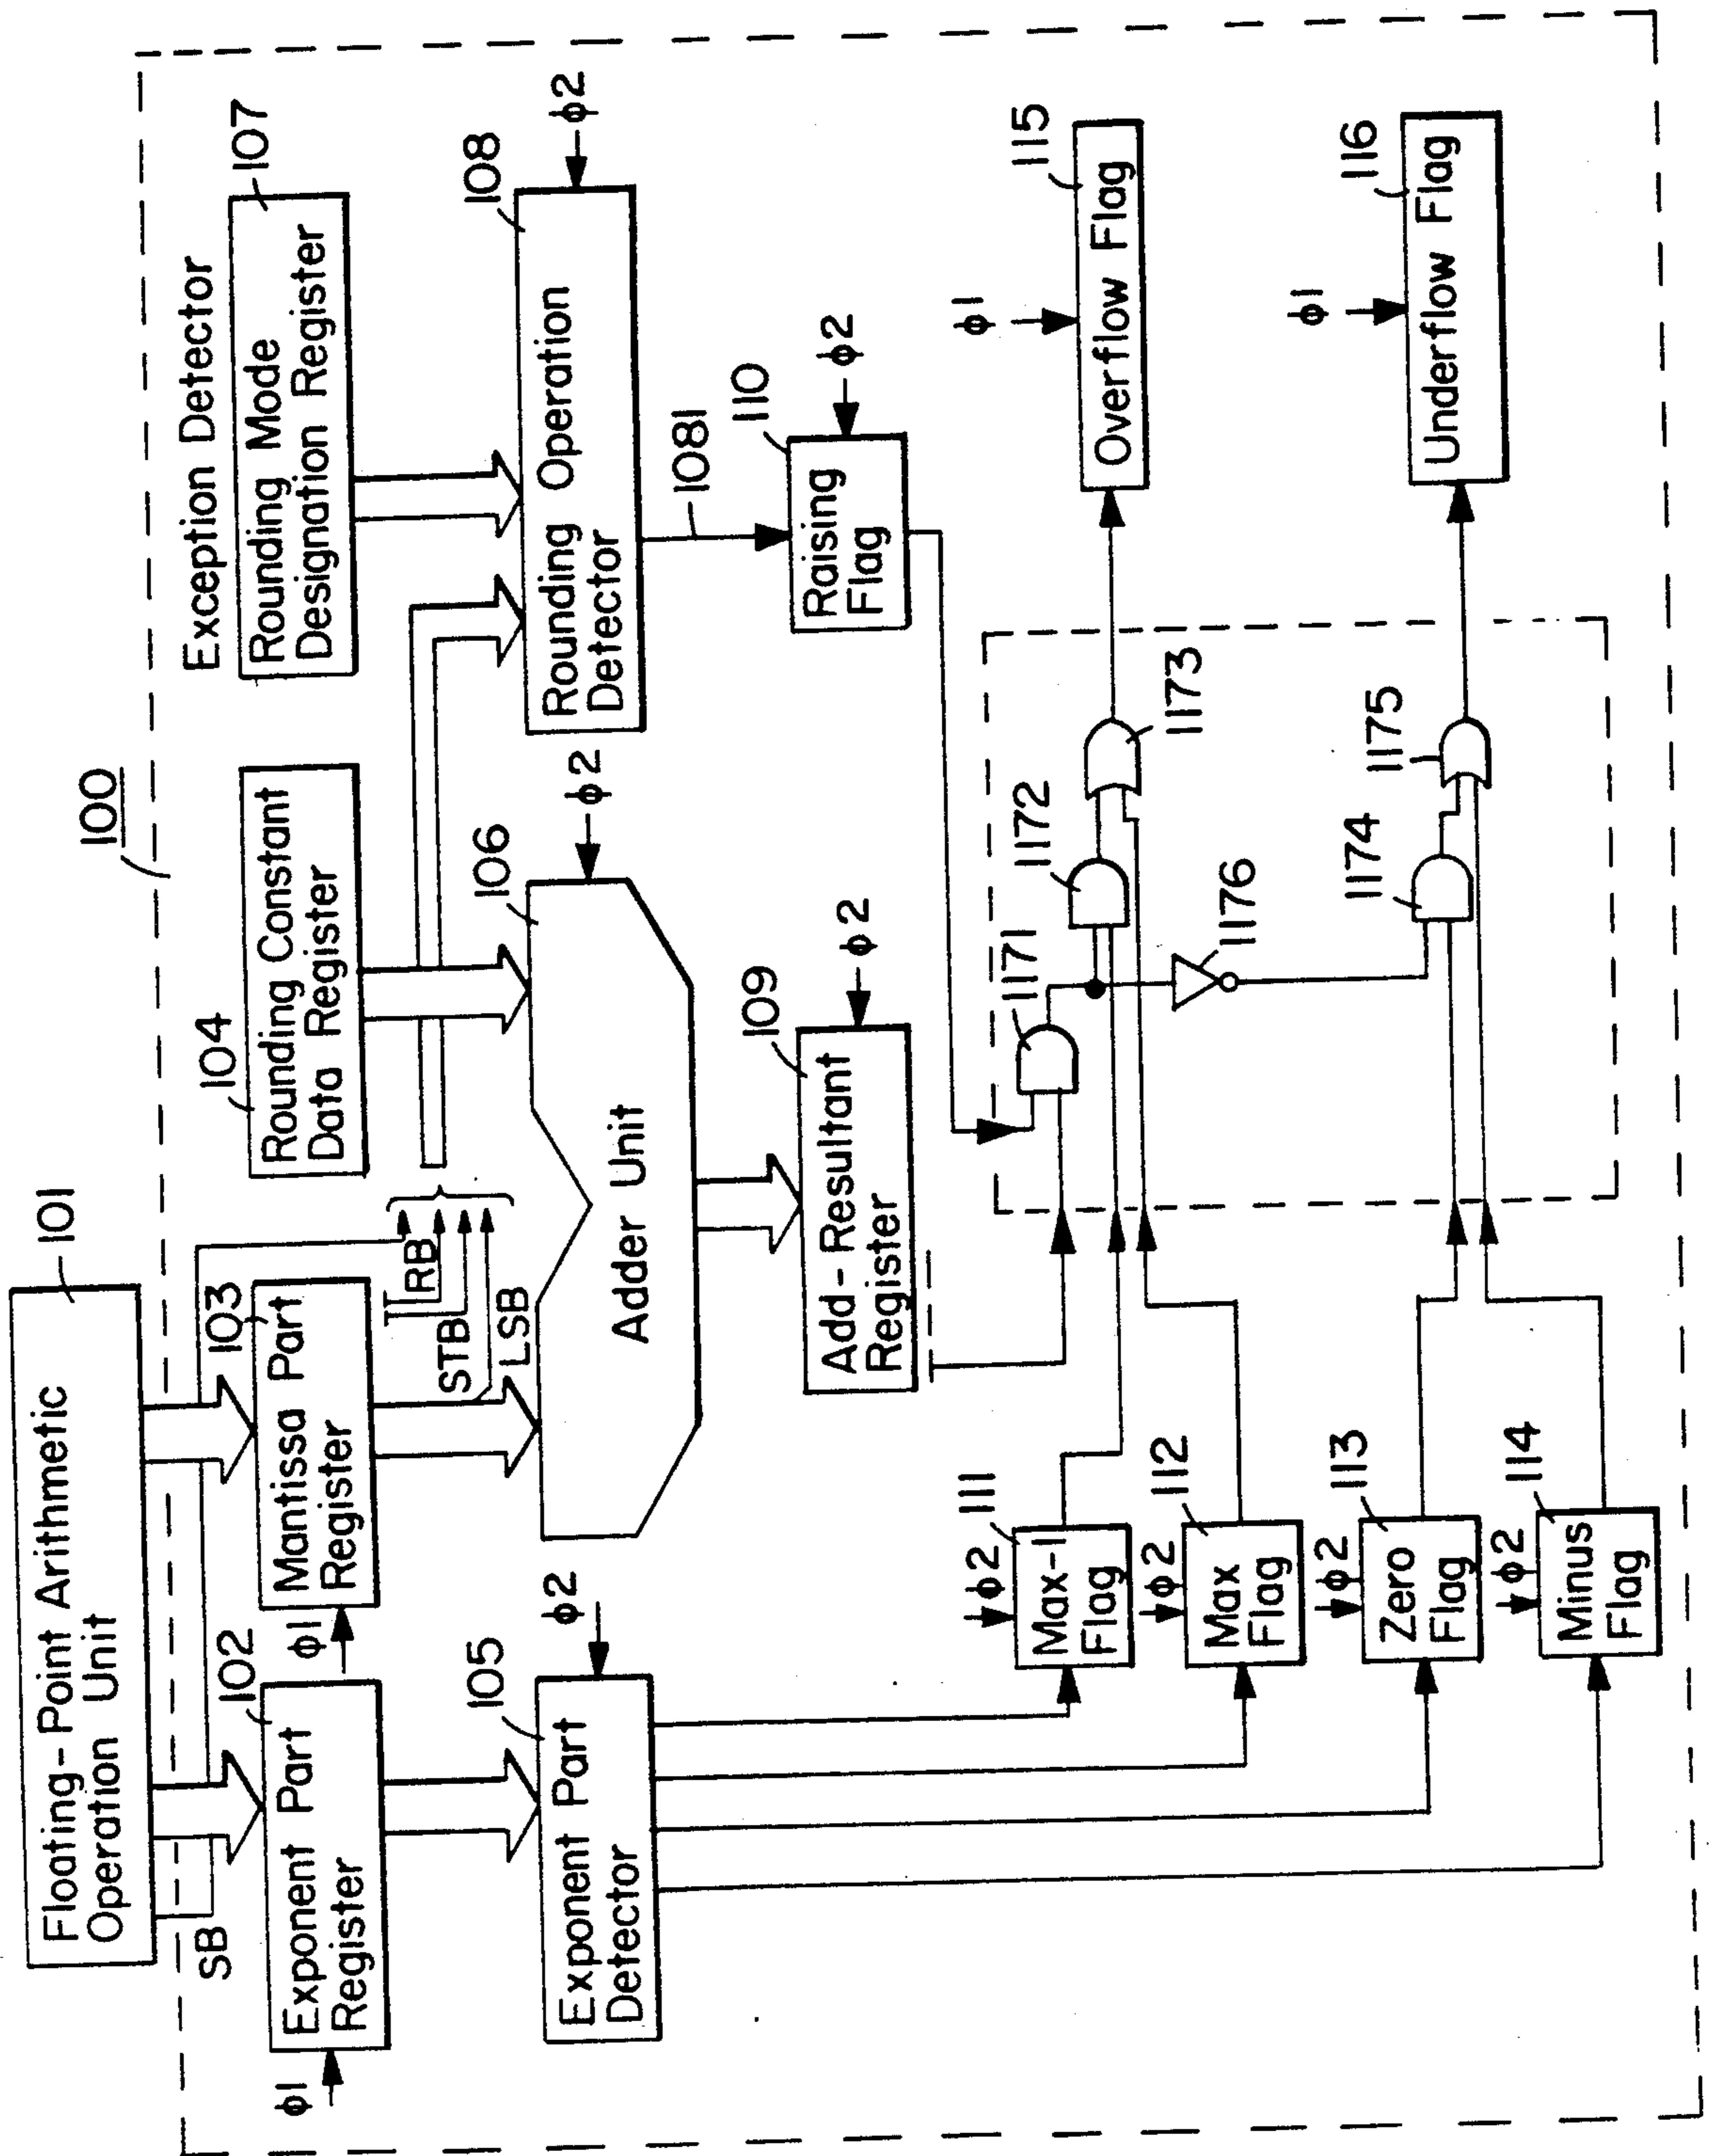 Floating-Point Arithmetic
Operation Unit
101
100
SB
Exception Detector
φ1
102
Exponent Part
Register
φ1
103
Mantissa Part
Register
104
Rounding Constant
Data Register
107
Rounding Mode
Designation Register
RB
STB
LSB
105
Exponent Part
Detector
φ2
106
Adder Unit
φ2
108
Rounding Operation
Detector
φ2
1081
109
Add-Resultant
Register
φ2
110
Raising
Flag
φ2
111
φ2
Max-1
Flag
112
φ2
Max
Flag
113
φ2
Zero
Flag
114
φ2
Minus
Flag
1171
1172
1173
1176
1174
1175
φ1
115
Overflow Flag
φ1
116
Underflow Flag